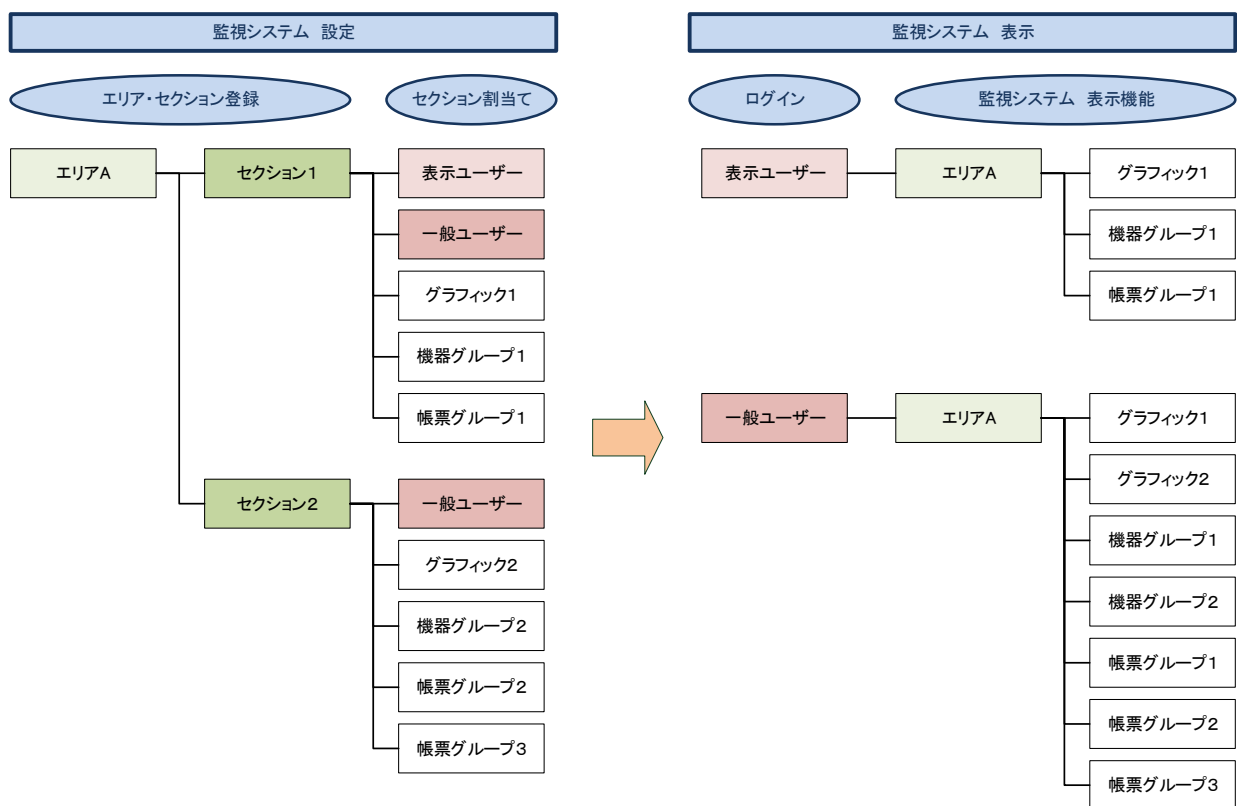 監視システム 設定
監視システム 表示
エリア・セクション登録
セクション割当て
ログイン
監視システム 表示機能
エリアA
セクション1
表示ユーザー
一般ユーザー
グラフィック1
機器グループ1
帳票グループ1
セクション2
一般ユーザー
グラフィック2
機器グループ2
帳票グループ2
帳票グループ3
表示ユーザー
エリアA
グラフィック1
機器グループ1
帳票グループ1
一般ユーザー
エリアA
グラフィック1
グラフィック2
機器グループ1
機器グループ2
帳票グループ1
帳票グループ2
帳票グループ3